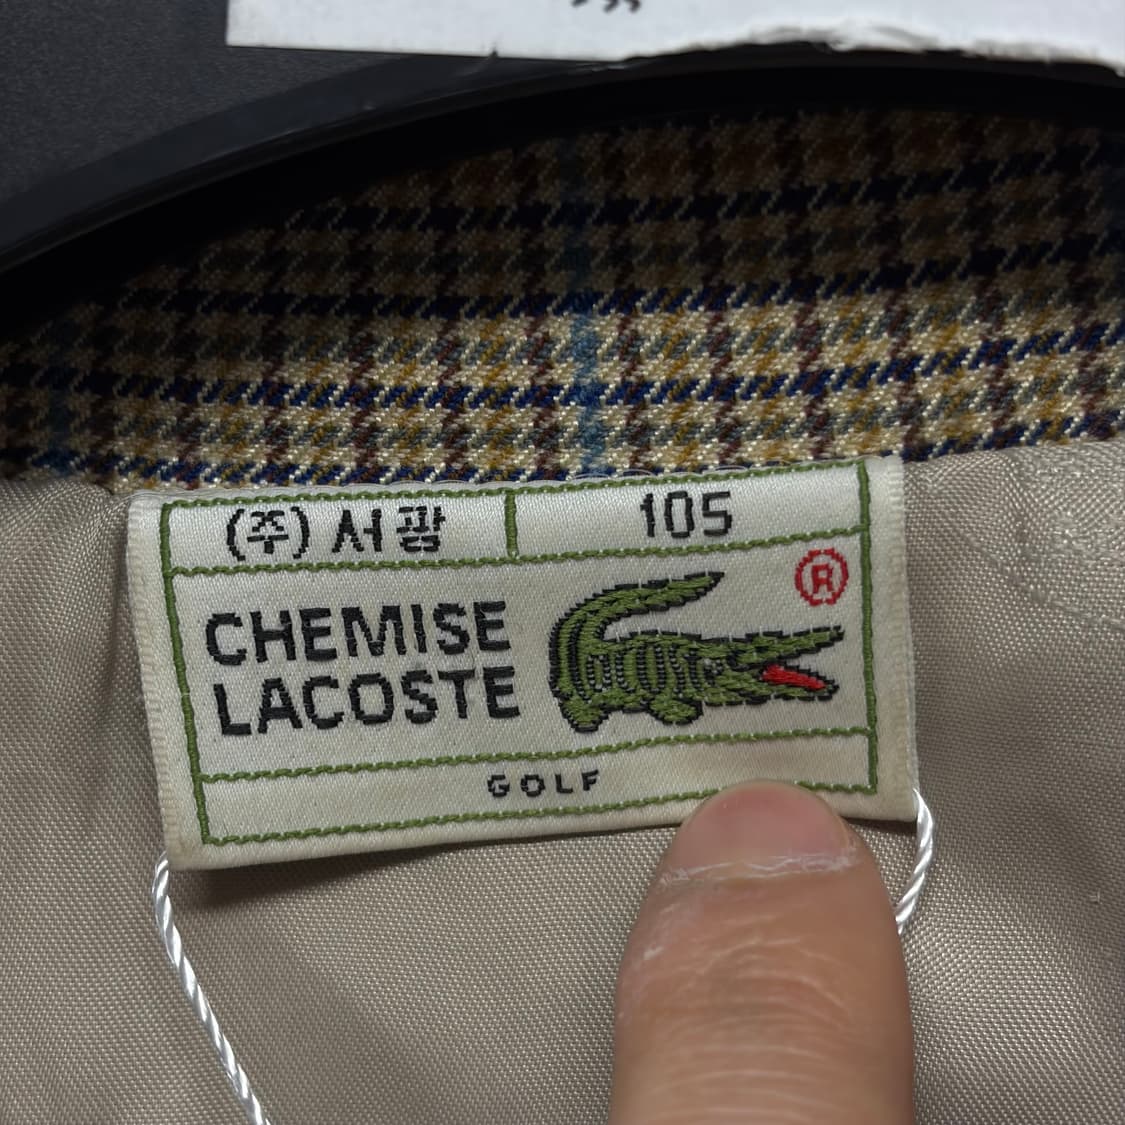 (주) 서광 105
®
CHEMISE
LACOSTE
GOLF